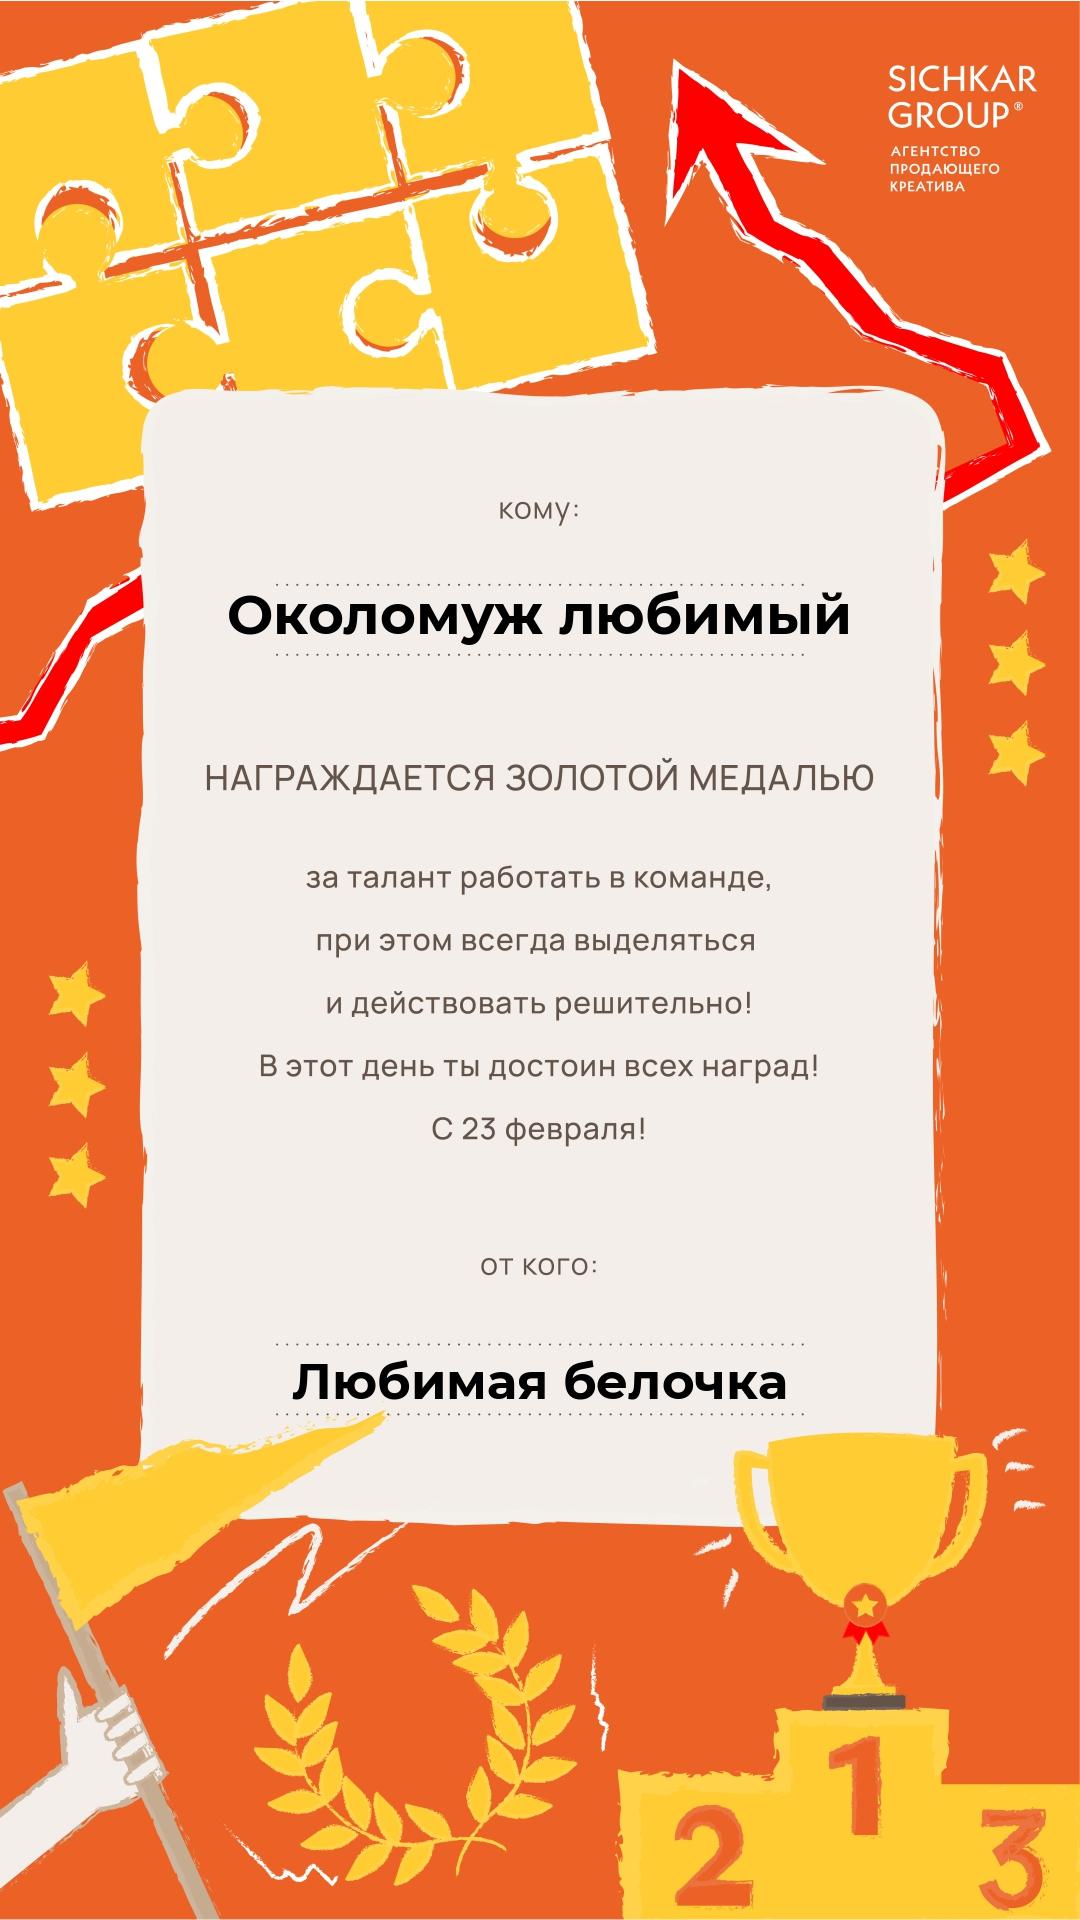 SICHKAR
GROUP®
АГЕНТСТВО
ПРОДАЮЩЕГО
КРЕАТИВА
кому:
Околомуж любимый
НАГРАЖДАЕТСЯ ЗОЛОТОЙ МЕДАЛЬЮ
за талант работать в команде,
при этом всегда выделяться
и действовать решительно!
В этот день ты достоин всех наград!
С 23 февраля!
от кого:
Любимая белочка
1
2
3